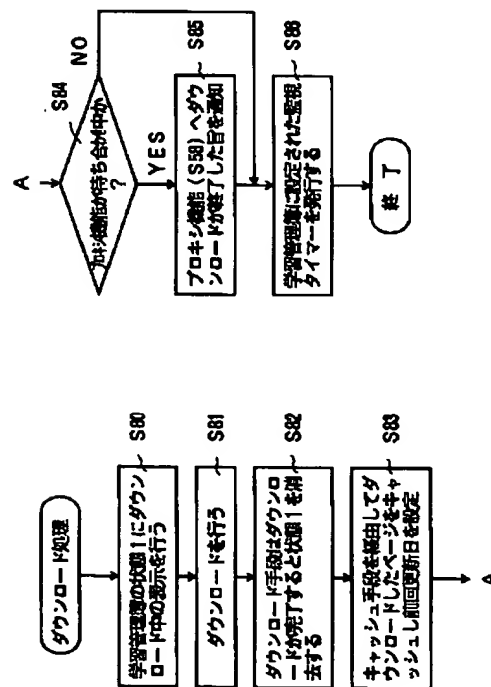 ダウンロード処理
S80
学習管理簿の状態1にダウン
ロード中の表示を行う
S81
ダウンロードを行う
S82
ダウンロード手段はダウンロー
ドが完了すると状態1を消
去する
S83
キャッシュ手段を経由してダ
ウンロードしたページをキャ
ッシュし前回更新日を設定
A
A
S84
プロキシ機能が待ち合わせ中か
?
NO
YES
S85
プロキシ機能(S58)へダウ
ンロードが終了した旨を通知
S86
学習管理簿に設定された監視
タイマーを発行する
終了